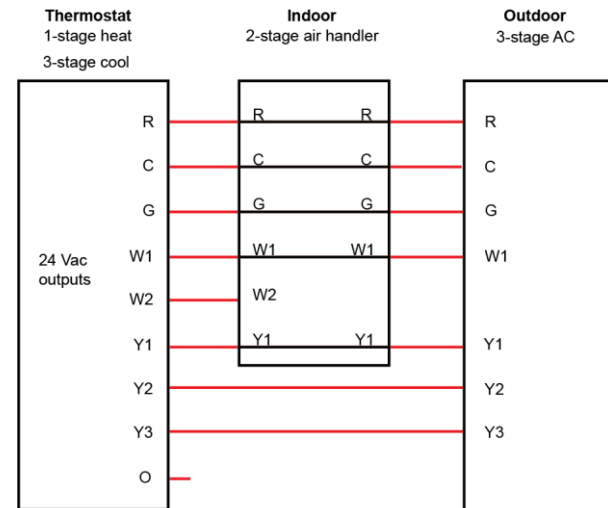 Thermostat
1-stage heat
3-stage cool
Indoor
2-stage air handler
Outdoor
3-stage AC
R R R R
C C C C
G G G G
24 Vac
outputs
W1 W1 W1 W1
W2 W2
Y1 Y1 Y1 Y1
Y2 Y2
Y3 Y3
O